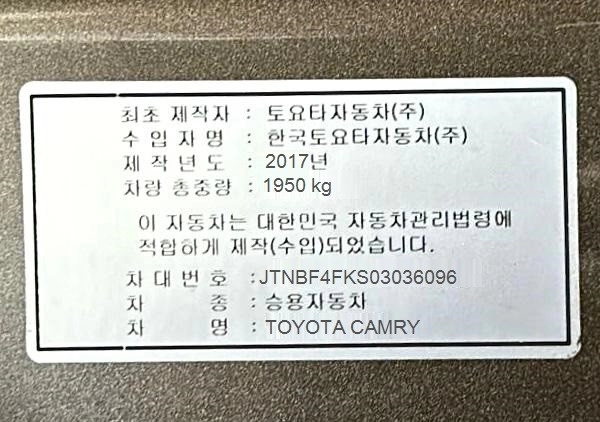 최초 제작자 : 토요타자동차(주)
수 입 자 명 : 한국토요타자동차(주)
제 작 년 도 : 2017년
차량 총중량 : 1950 kg
이 자동차는 대한민국 자동차관리법령에
적합하게 제작(수입)되었습니다.
차 대 번 호 :JTNBF4FKS03036096
차 종 : 승용자동차
차 명 : TOYOTA CAMRY